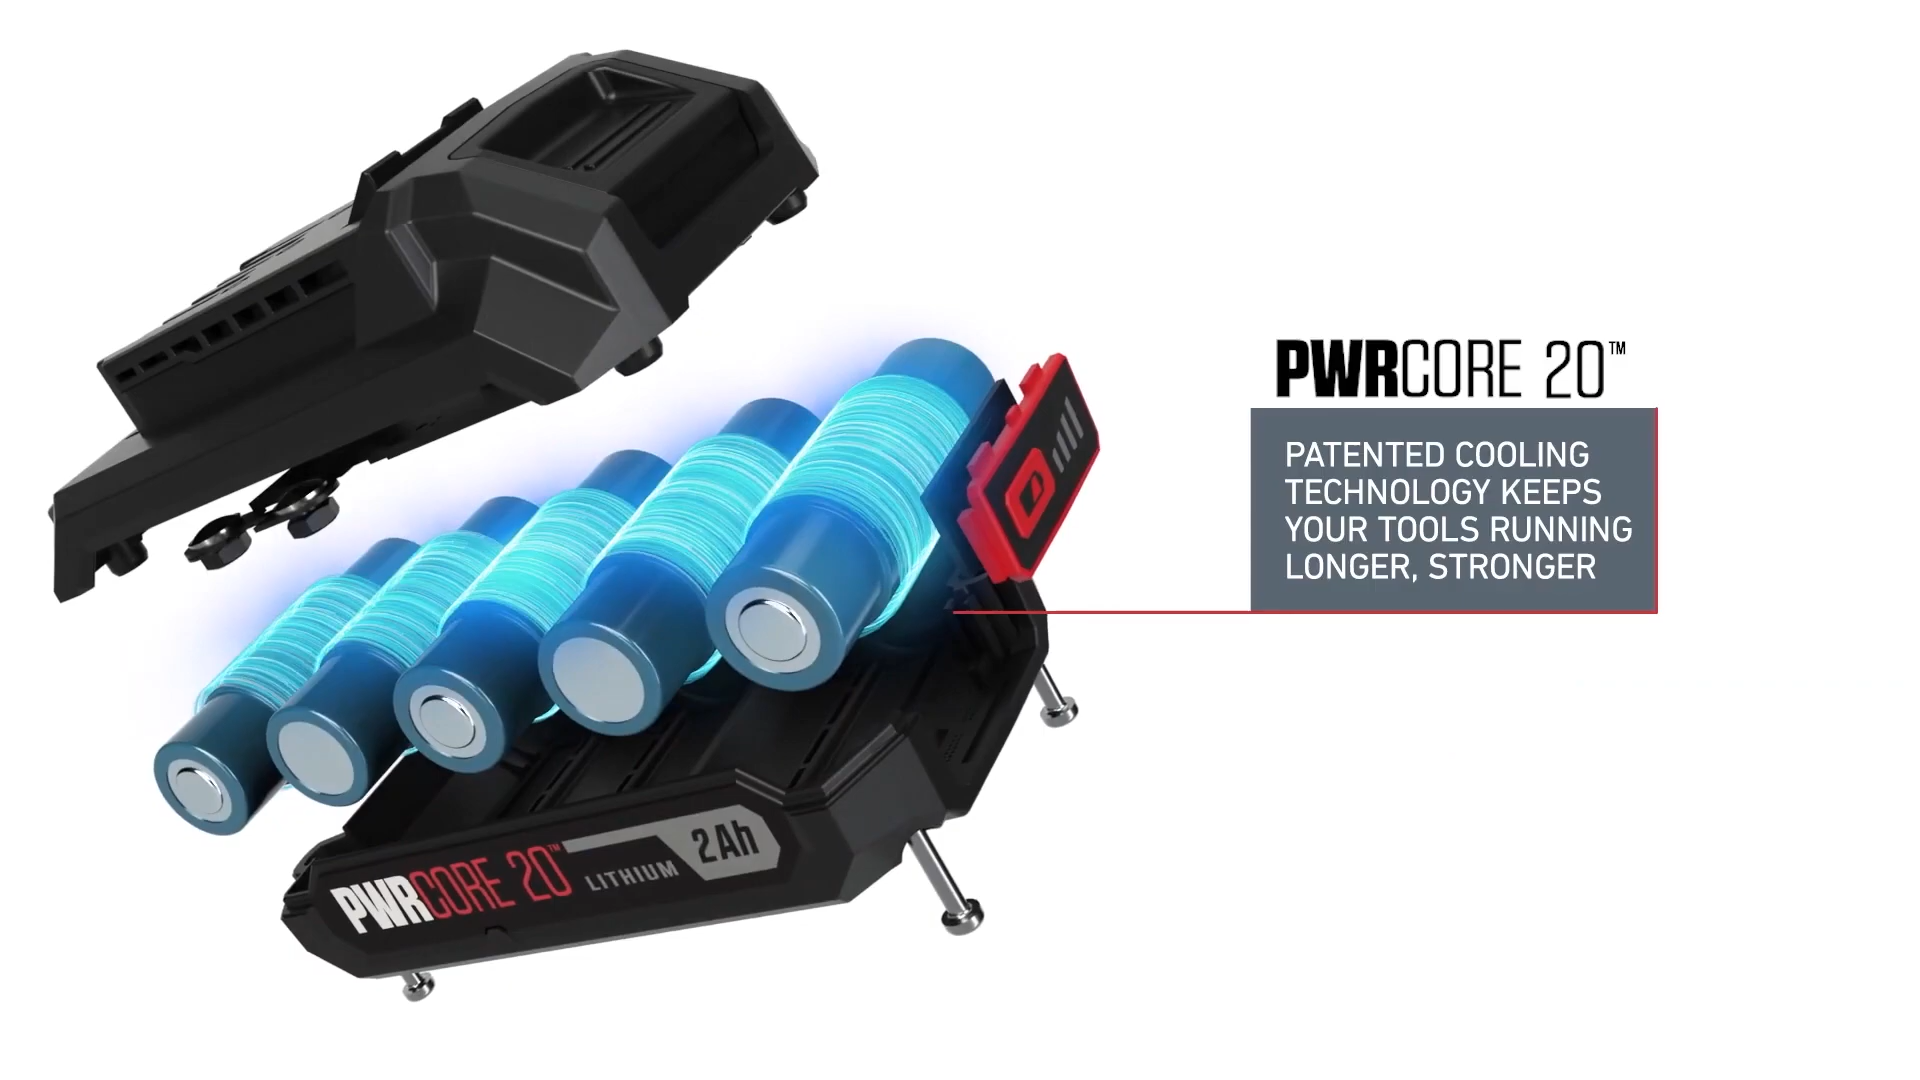 PWRCORE 20™
PATENTED COOLING
TECHNOLOGY KEEPS
YOUR TOOLS RUNNING
LONGER, STRONGER
PWRCORE 20™ LITHIUM 2Ah